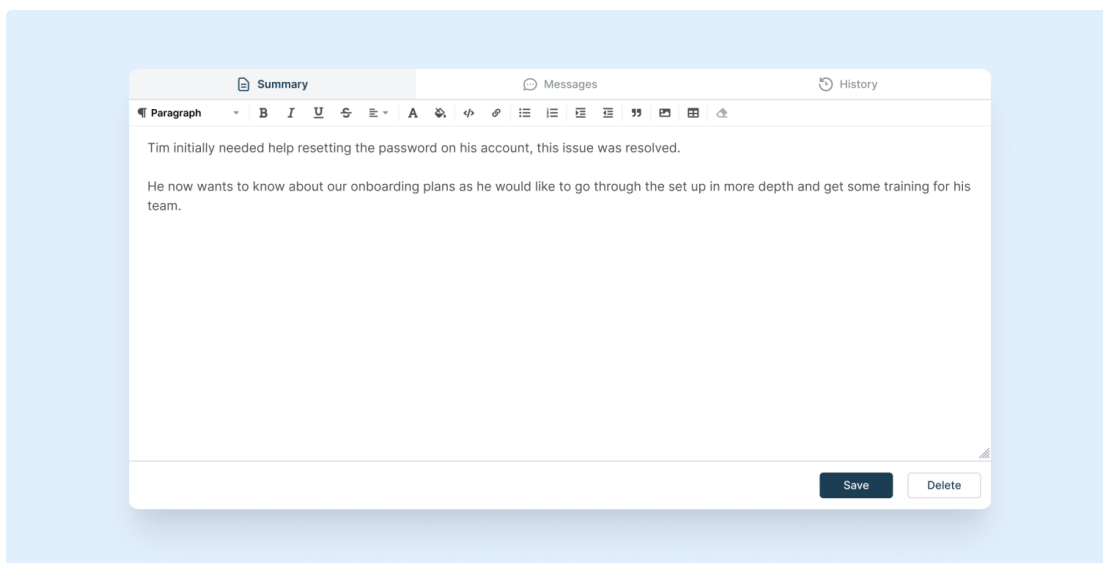 Summary
Messages
History
Paragraph
B I U S A
Tim initially needed help resetting the password on his account, this issue was resolved.
He now wants to know about our onboarding plans as he would like to go through the set up in more depth and get some training for his
team.
Save
Delete